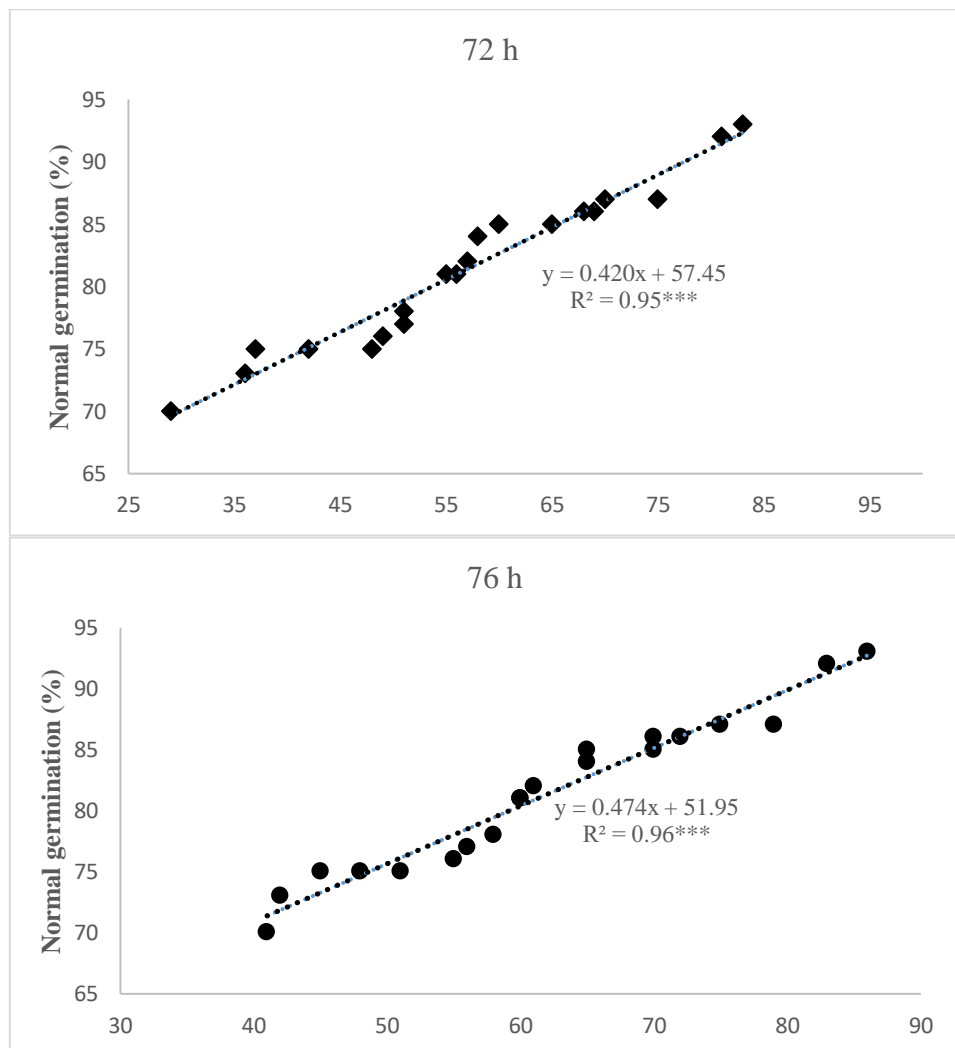 72 h
Normal germination (%)
95
90
85
80
75
70
65
y = 0.420x + 57.45
R² = 0.95***
25 35 45 55 65 75 85 95
76 h
Normal germination (%)
95
90
85
80
75
70
65
y = 0.474x + 51.95
R² = 0.96***
30 40 50 60 70 80 90